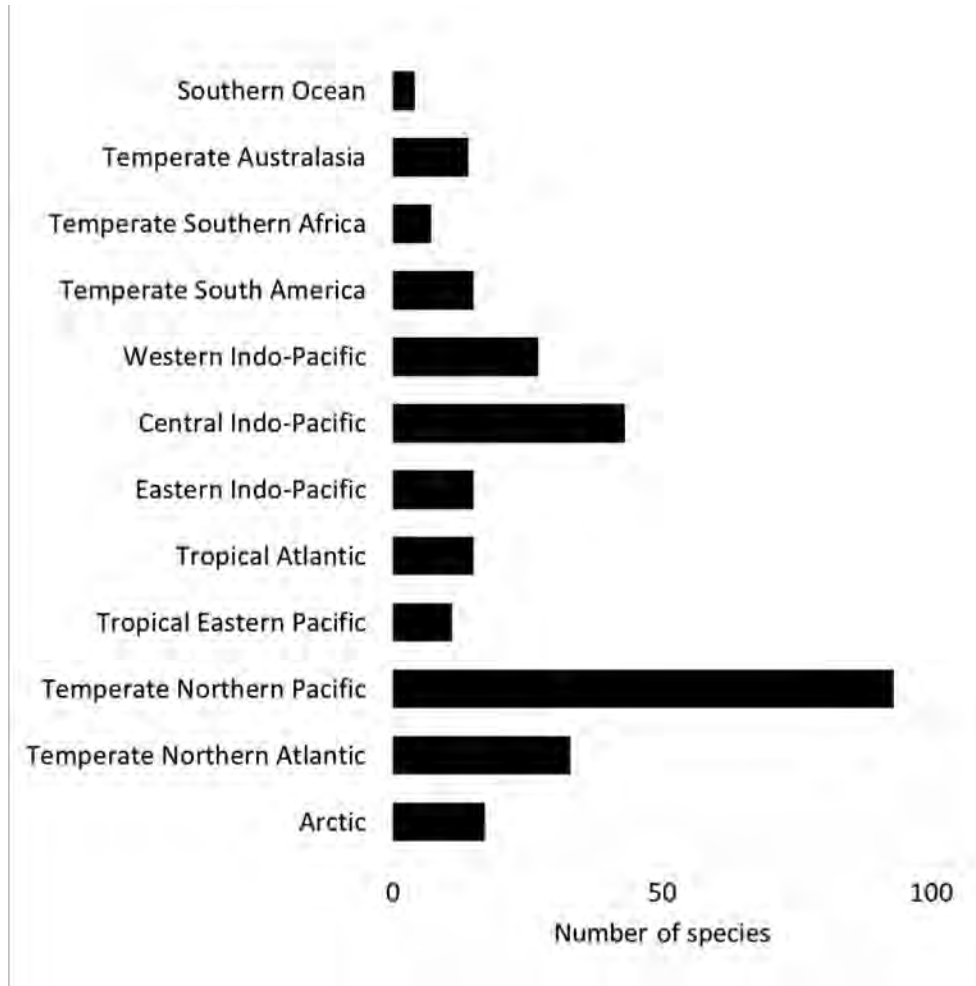 Southern Ocean
Temperate Australasia
Temperate Southern Africa
Temperate South America
Western Indo-Pacific
Central Indo-Pacific
Eastern Indo-Pacific
Tropical Atlantic
Tropical Eastern Pacific
Temperate Northern Pacific
Temperate Northern Atlantic
Arctic
0 50 100
Number of species